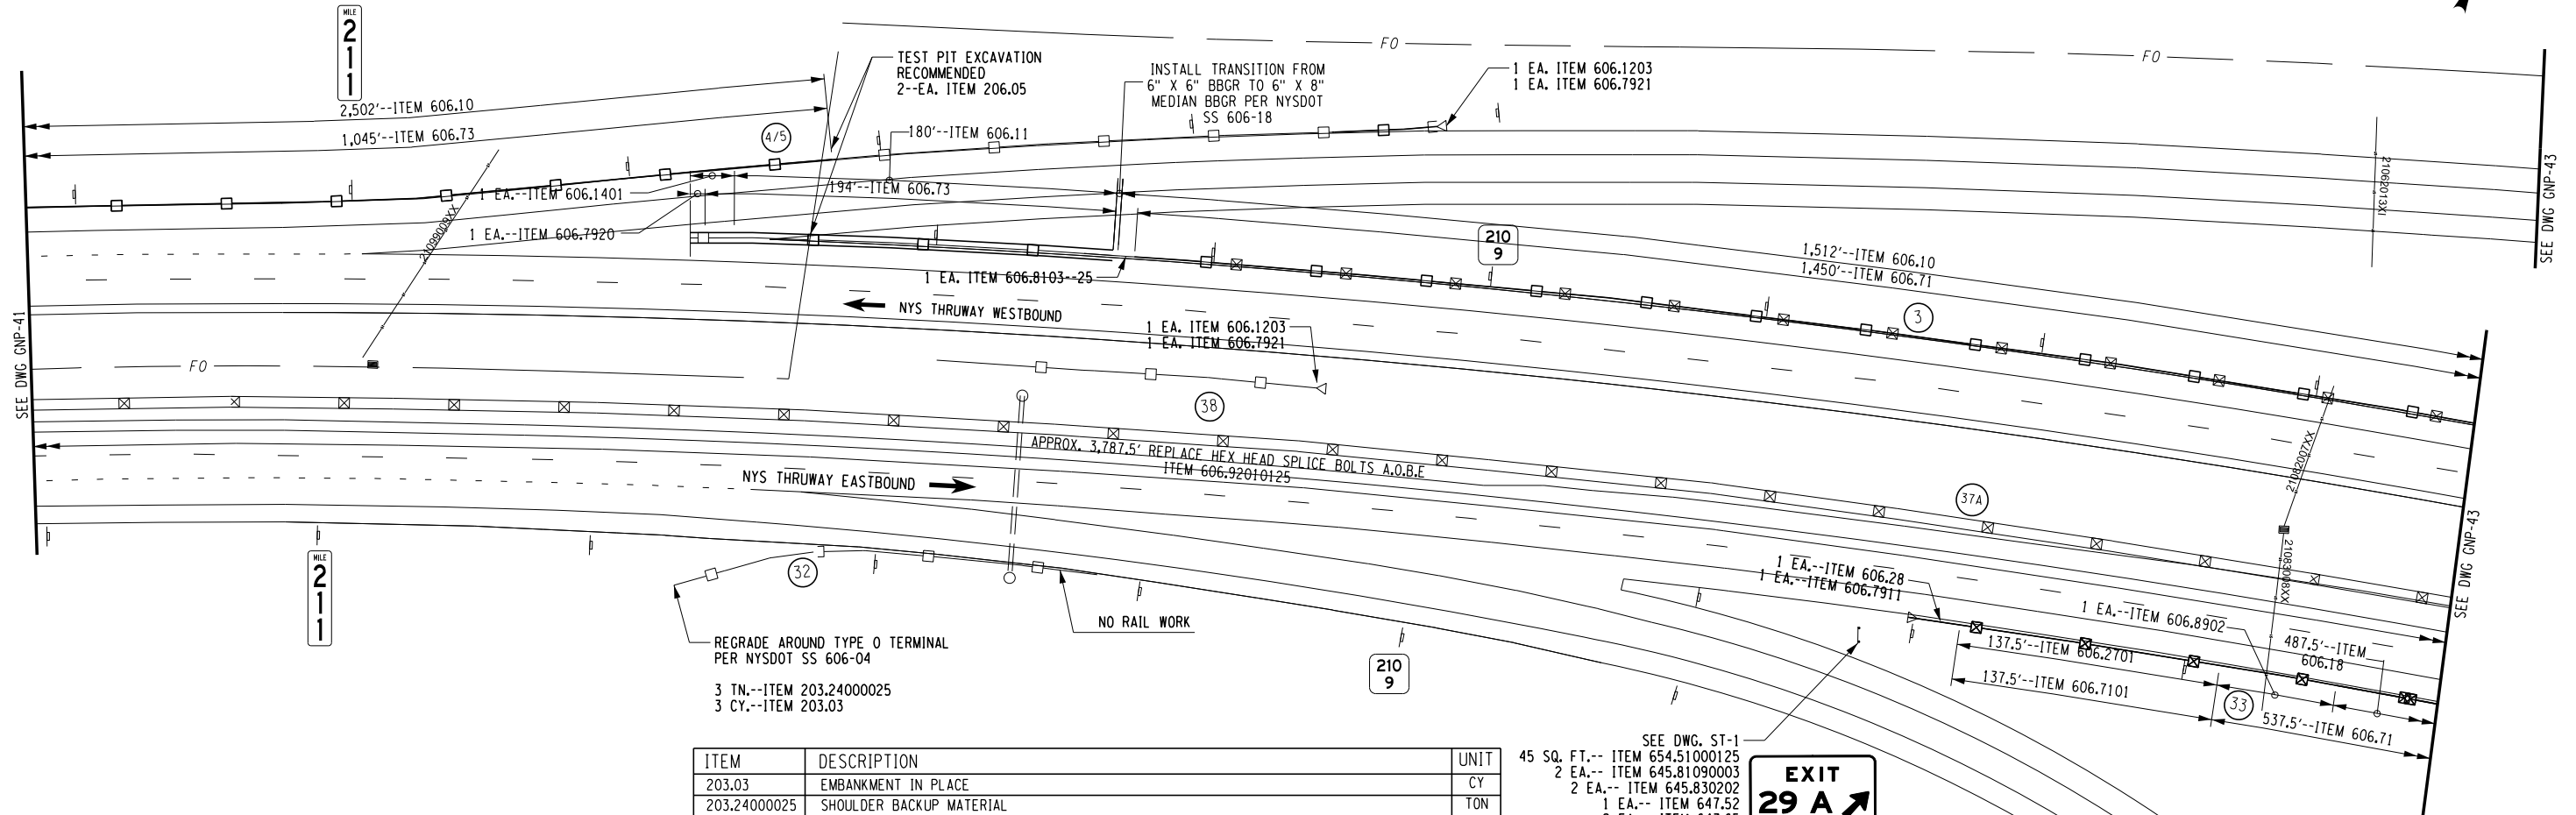 MILE
2
1
1
2,502'--ITEM 606.10
1,045'--ITEM 606.73
4/5
TEST PIT EXCAVATION
RECOMMENDED
2--EA. ITEM 206.05
180'--ITEM 606.11
INSTALL TRANSITION FROM
6" X 6" BBGR TO 6" X 8"
MEDIAN BBGR PER NYSDOT
SS 606-18
1 EA. ITEM 606.1203
1 EA. ITEM 606.7921
FO
FO
SEE DWG GNP-43
21062013XI
1 EA.--ITEM 606.1401
194'--ITEM 606.73
1 EA.--ITEM 606.7920
210
9
1,512'--ITEM 606.10
1,450'--ITEM 606.71
1 EA. ITEM 606.8103--25
NYS THRUWAY WESTBOUND
3
1 EA. ITEM 606.1203
1 EA. ITEM 606.7921
SEE DWG GNP-41
FO
38
APPROX. 3,787.5' REPLACE HEX HEAD SPLICE BOLTS A.O.B.E
ITEM 606.92010125
NYS THRUWAY EASTBOUND
21082007XX
37A
21083008XX
SEE DWG GNP-43
MILE
2
1
1
32
NO RAIL WORK
REGRADE AROUND TYPE O TERMINAL
PER NYSDOT SS 606-04
3 TN.--ITEM 203.24000025
3 CY.--ITEM 203.03
210
9
1 EA.--ITEM 606.28
1 EA.--ITEM 606.7911
1 EA.--ITEM 606.8902
487.5'--ITEM
606.18
137.5'--ITEM 606.2701
137.5'--ITEM 606.7101
33
537.5'--ITEM 606.71
SEE DWG. ST-1
45 SQ. FT.-- ITEM 654.51000125
2 EA.-- ITEM 645.81090003
2 EA.-- ITEM 645.830202
1 EA.-- ITEM 647.52
EXIT
29 A
ITEM DESCRIPTION UNIT
203.03 EMBANKMENT IN PLACE CY
203.24000025 SHOULDER BACKUP MATERIAL TON